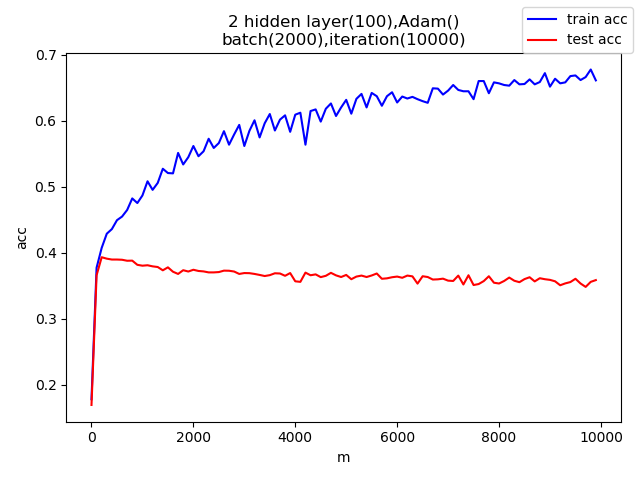 2 hidden layer(100),Adam()
batch(2000),iteration(10000)
train acc
test acc
0.7
0.6
0.5
0.4
0.3
0.2
acc
0
2000
4000
6000
8000
10000
m